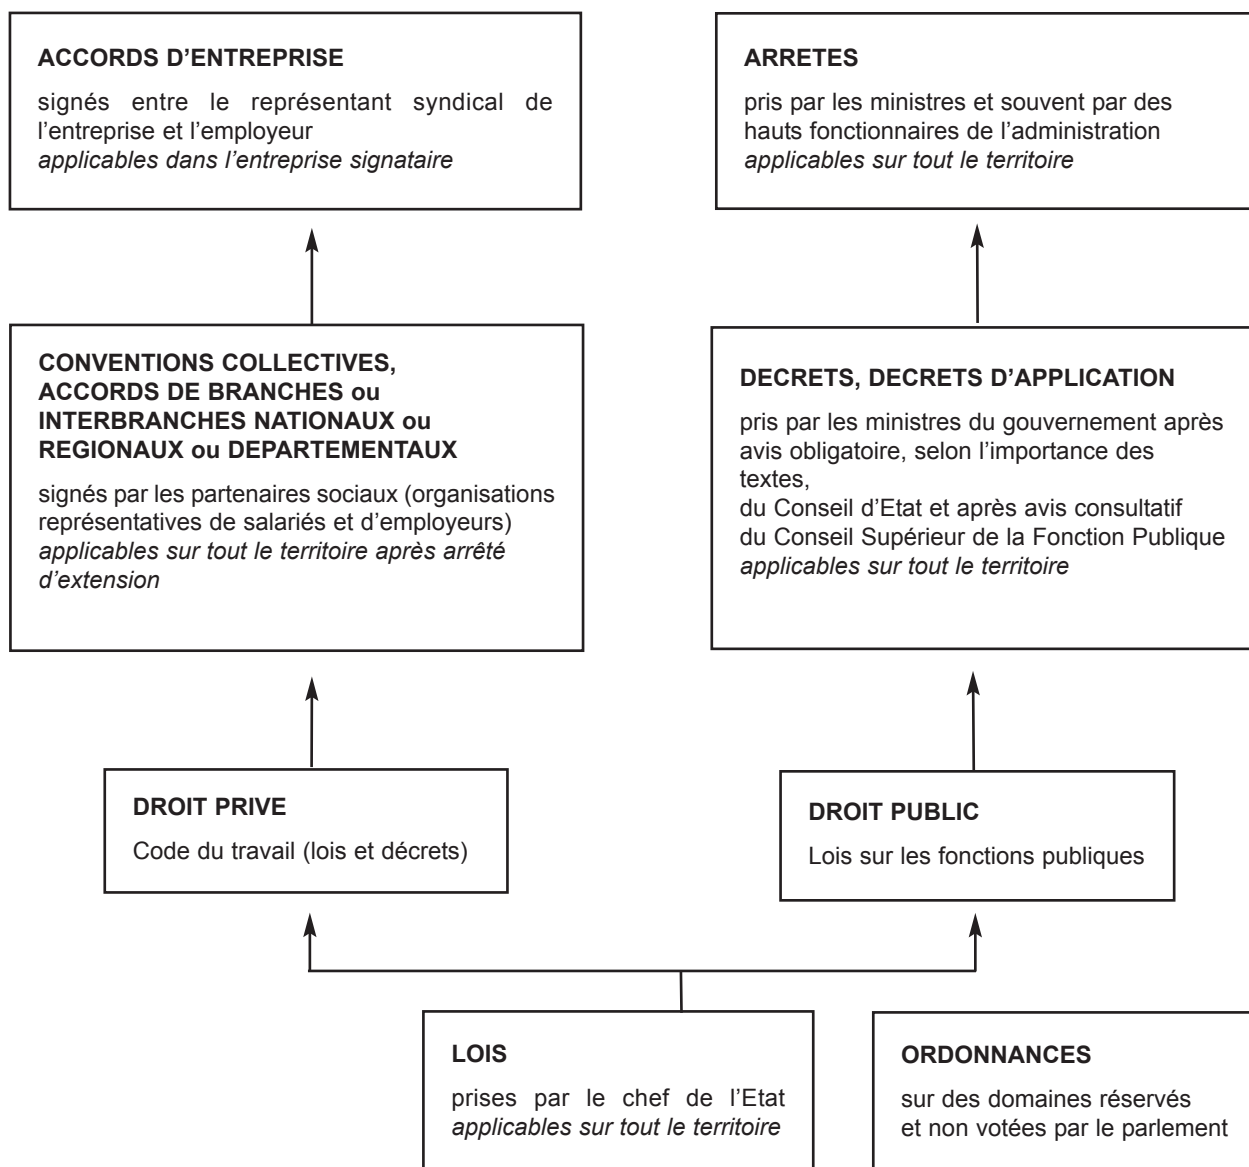 ACCORDS D’ENTREPRISE
signés entre le représentant syndical de
l’entreprise et l’employeur
applicables dans l’entreprise signataire
ARRETES
pris par les ministres et souvent par des
hauts fonctionnaires de l’administration
applicables sur tout le territoire
CONVENTIONS COLLECTIVES,
ACCORDS DE BRANCHES ou
INTERBRANCHES NATIONAUX ou
REGIONAUX ou DEPARTEMENTAUX
signés par les partenaires sociaux (organisations
représentatives de salariés et d’employeurs)
applicables sur tout le territoire après arrêté
d’extension
DECRETS, DECRETS D’APPLICATION
pris par les ministres du gouvernement après
avis obligatoire, selon l’importance des
textes,
du Conseil d’Etat et après avis consultatif
du Conseil Supérieur de la Fonction Publique
applicables sur tout le territoire
DROIT PRIVE
Code du travail (lois et décrets)
DROIT PUBLIC
Lois sur les fonctions publiques
LOIS
prises par le chef de l’Etat
applicables sur tout le territoire
ORDONNANCES
sur des domaines réservés
et non votées par le parlement